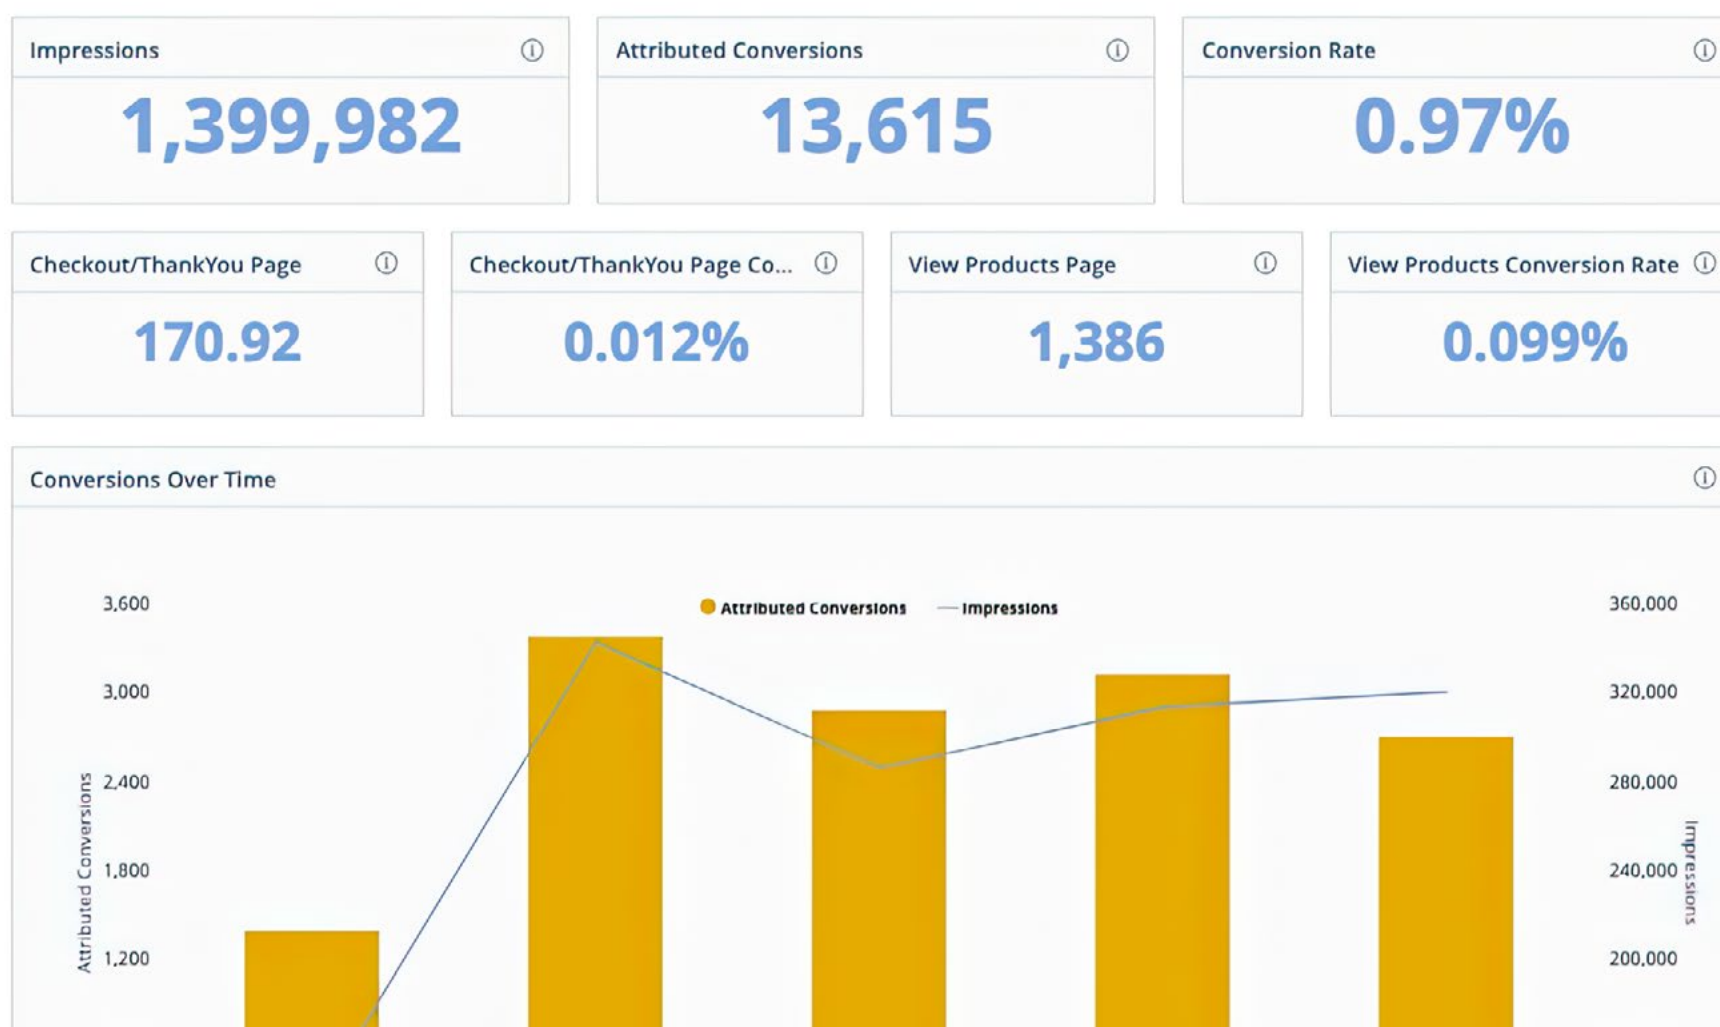 Impressions
Attributed Conversions
Conversion Rate
1,399,982
13,615
0.97%
Checkout/ThankYou Page
Checkout/ThankYou Page Co...
View Products Page
View Products Conversion Rate
170.92
0.012%
1,386
0.099%
Conversions Over Time
Attributed Conversions
Impressions
3,600
3,000
2,400
1,800
1,200
Attributed Conversions
360,000
320,000
280,000
240,000
200,000
Impressions